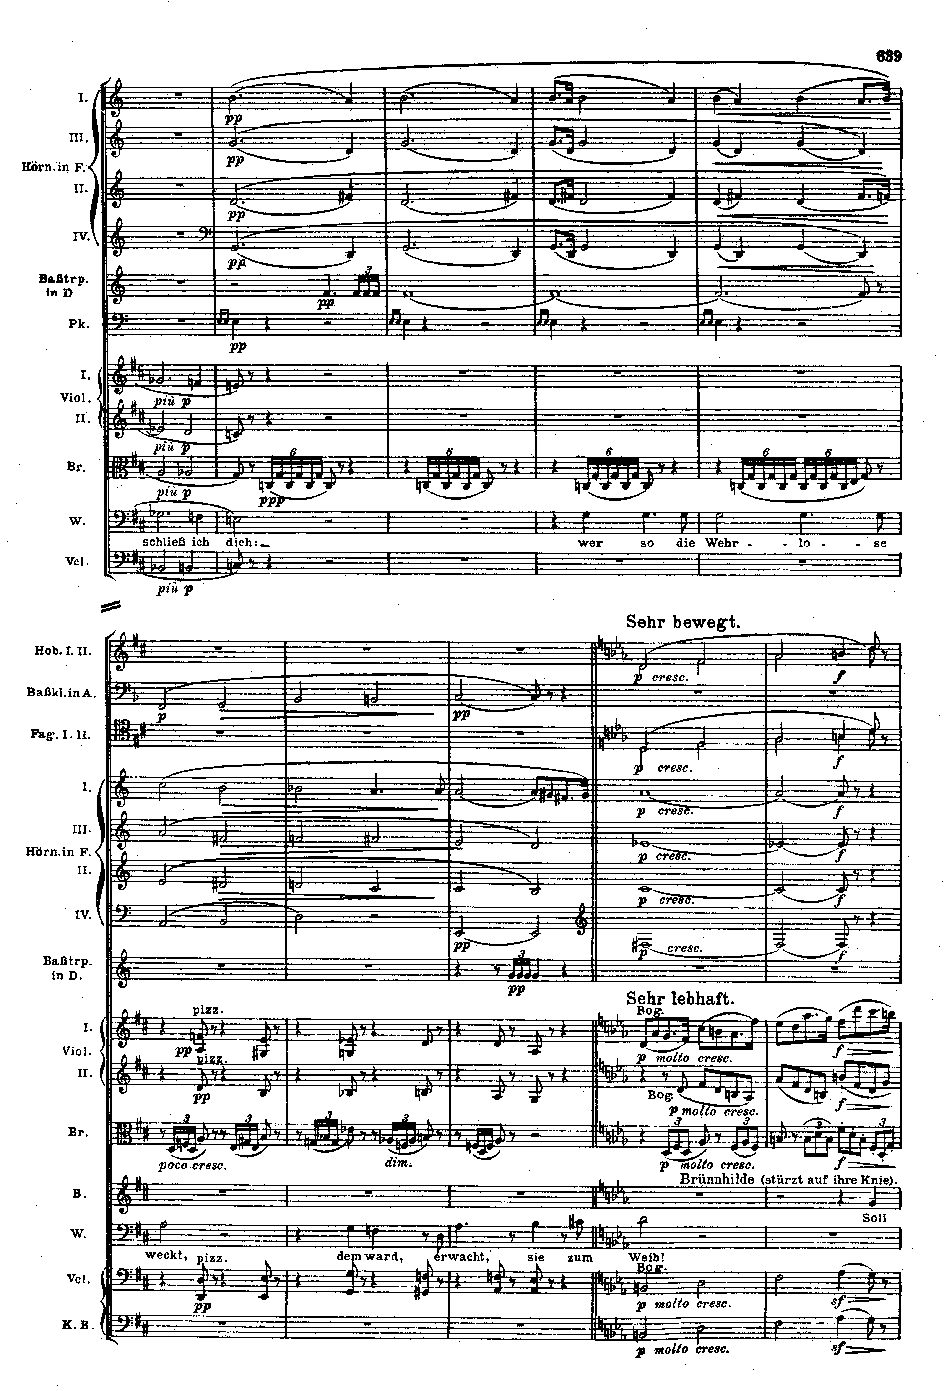 639
I.
pp
III.
pp
Hörn. in F.
II.
pp
IV.
pp
Baßtrp.
in D
pp 3
Pk.
pp
I.
più p
Viol.
II.
più p
Br.
6 6 6 6
più p ppp
W.
schließ ich dich: wer so die Wehr - - lo - - se
Vcl.
più p
Sehr bewegt.
Hob. I. II.
p cresc. f
Baßkl. in A.
p pp
Fag. I. II.
p cresc. f
I.
p cresc. f
III.
p cresc. f
Hörn. in F.
II.
p cresc. f
IV.
pp p cresc. f
Baßtrp.
in D.
3
pp
Sehr lebhaft.
pizz. Bog.
I.
pp p molto cresc. f
Viol.
pizz.
II.
pp Bog. f
p molto cresc.
Br.
3 3 3 3 3 3 3 3 3 3
poco cresc. dim. p molto cresc. f
Brünnhilde (stürzt auf ihre Knie).
B.
Soli
W.
weckt, dem ward, erwacht, sie zum Weib!
pizz. Bog.
Vcl.
pp p molto cresc. sf
K. B.
p molto cresc. sf